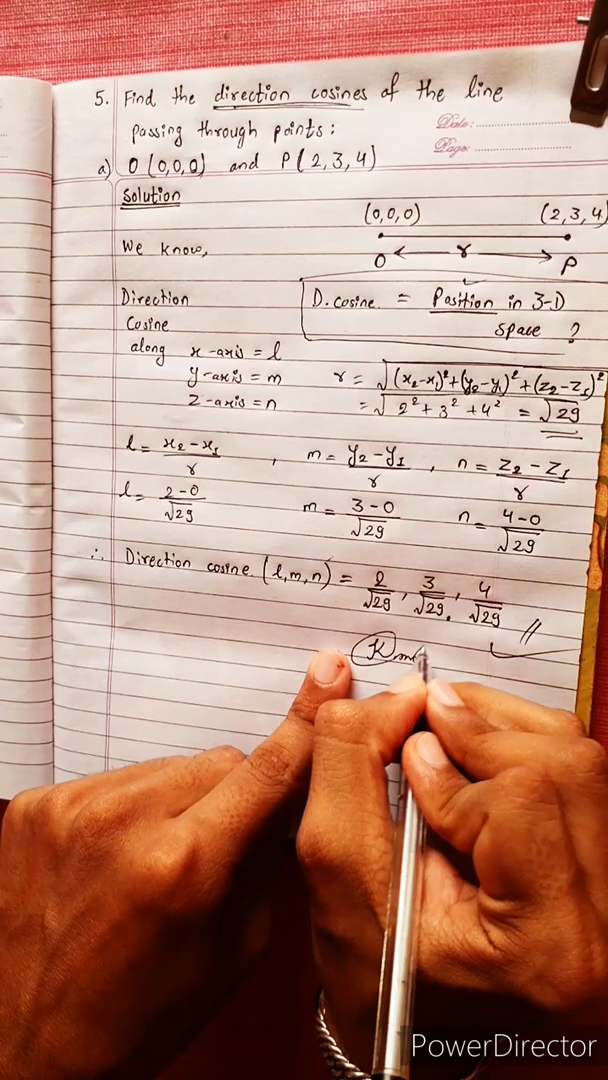 5. Find the direction cosines of the line
passing through points:
Date:
Page:
a) O (0,0,0) and P(2,3,4)
Solution
(0,0,0) (2,3,4)
We know,
O r P
Direction
Cosine
along x-axis = l
y-axis = m
z-axis = n
D.cosine = Position in 3-D
space ?
r = √(x₂-x₁)²+(y₂-y₁)²+(z₂-z₁)²
= √2²+3²+4² = √29
l = x₂-x₁/r , m = y₂-y₁/r , n = z₂-z₁/r
l = 2-0/√29 m = 3-0/√29 n = 4-0/√29
∴ Direction cosine (l,m,n) = 2/√29, 3/√29, 4/√29 //
PowerDirector